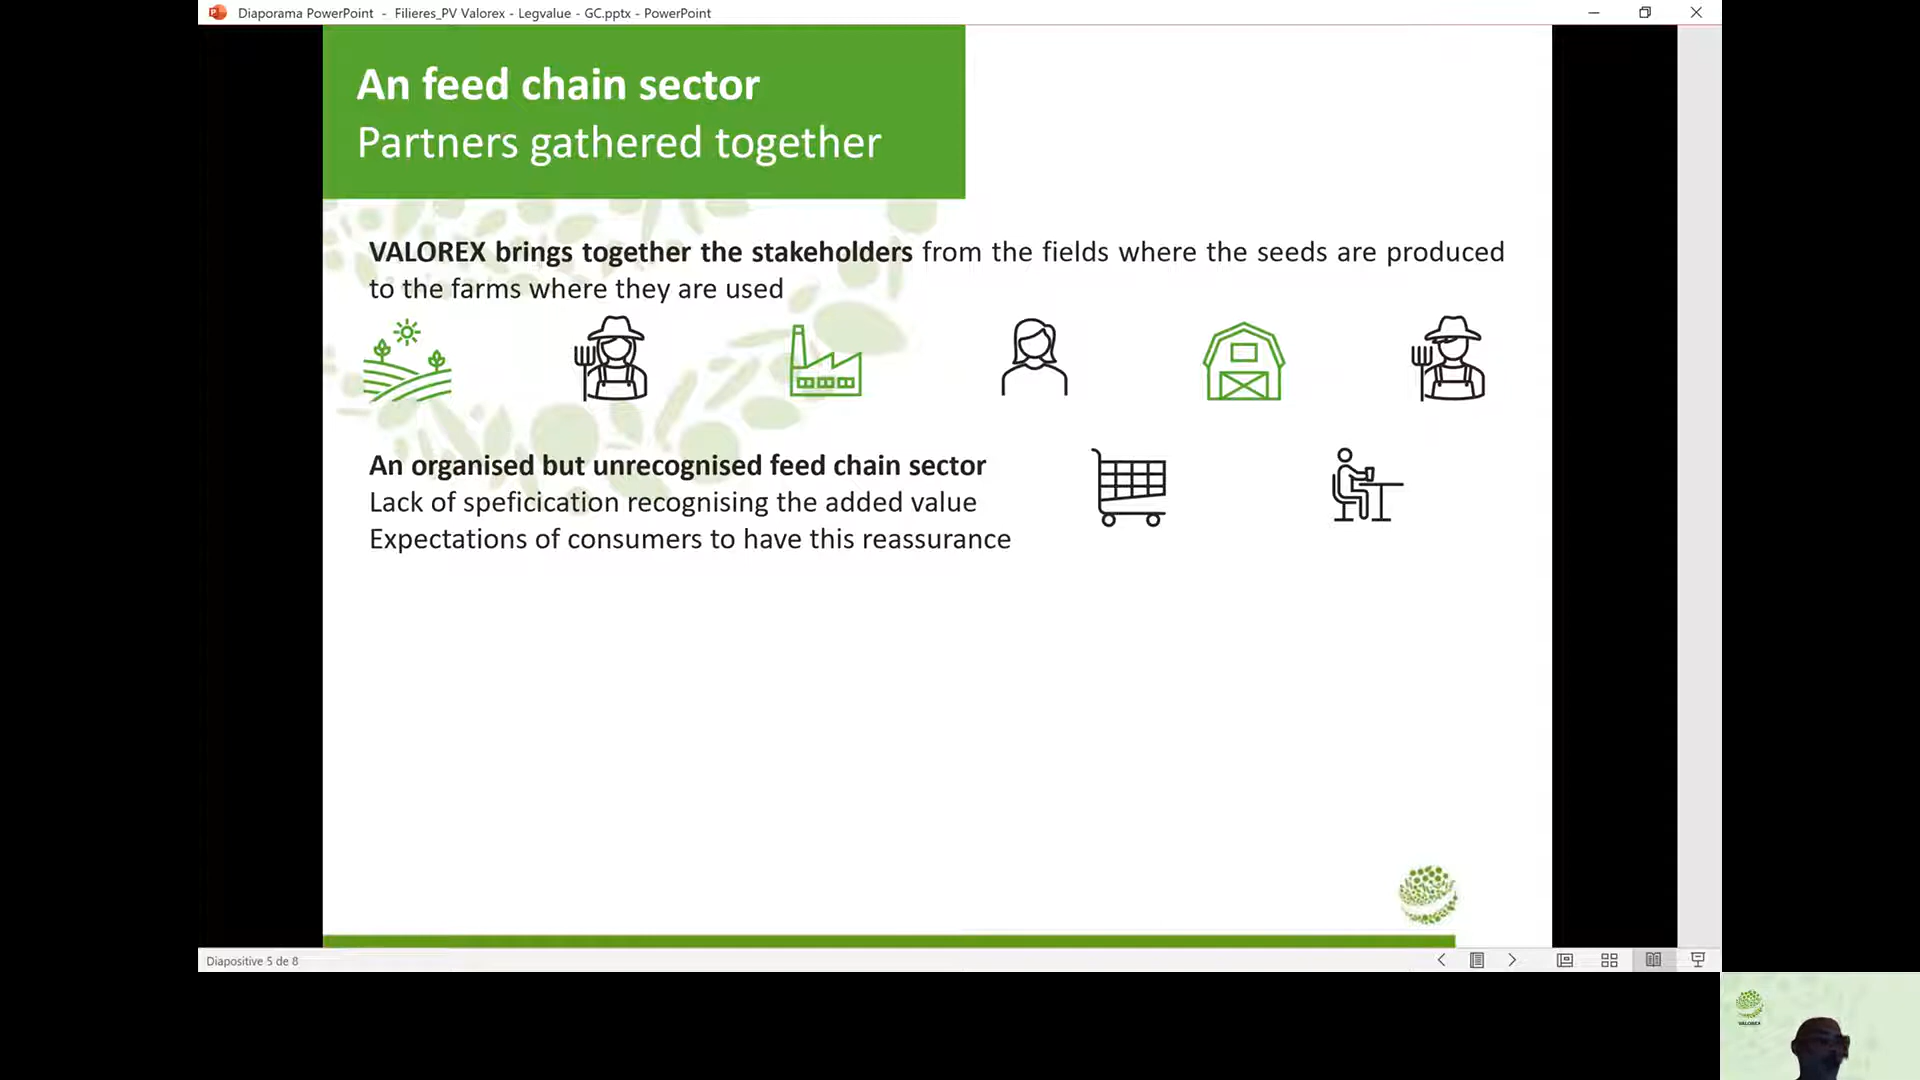 Diaporama PowerPoint - Filieres_PV Valorex - Legvalue - GC.pptx - PowerPoint
An feed chain sector
Partners gathered together
VALOREX brings together the stakeholders from the fields where the seeds are produced
to the farms where they are used
An organised but unrecognised feed chain sector
Lack of speficication recognising the added value
Expectations of consumers to have this reassurance
Diapositive 5 de 8
VALOREX